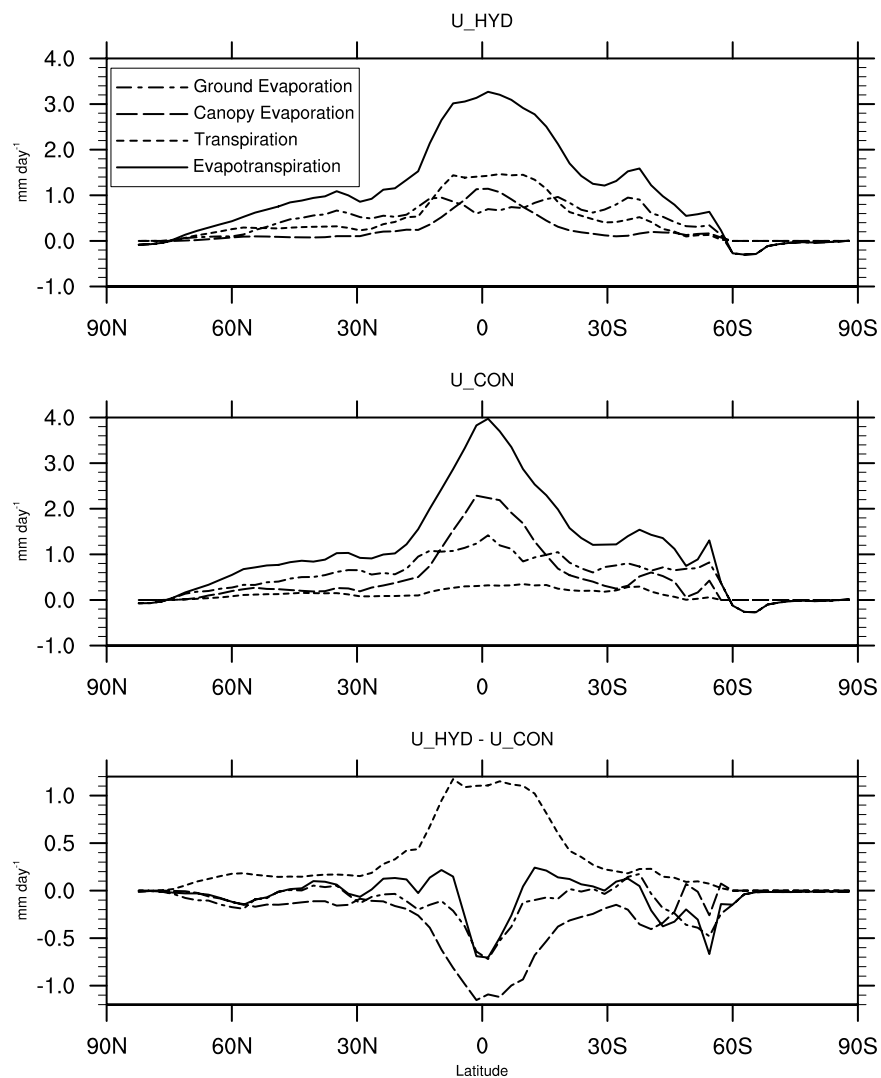 U_HYD
4.0
3.0
2.0
1.0
0.0
-1.0
mm day⁻¹
Ground Evaporation
Canopy Evaporation
Transpiration
Evapotranspiration
90N 60N 30N 0 30S 60S 90S
U_CON
4.0
3.0
2.0
1.0
0.0
-1.0
mm day⁻¹
90N 60N 30N 0 30S 60S 90S
U_HYD - U_CON
1.0
0.5
0.0
-0.5
-1.0
mm day⁻¹
90N 60N 30N 0 30S 60S 90S
Latitude